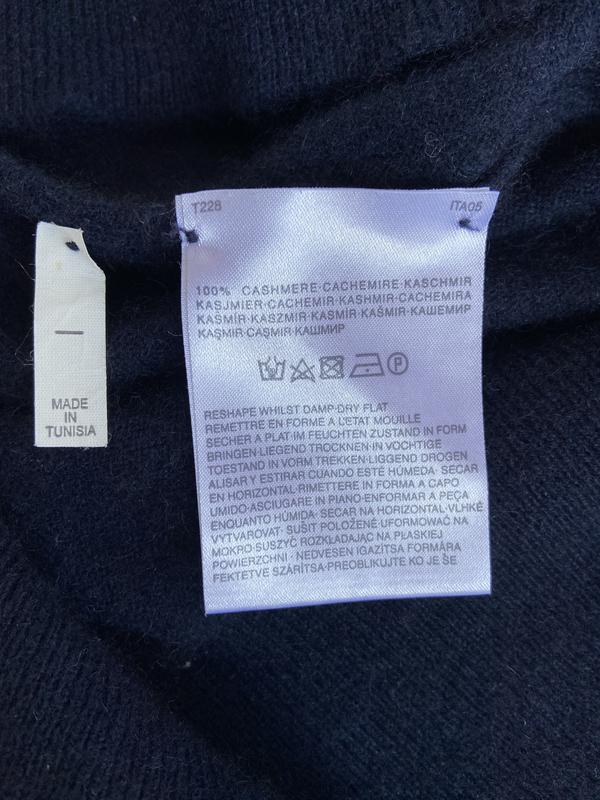 T228
ITA05
100% CASHMERE·CACHEMIRE·KASCHMIR
KASJMIER·CACHEMIR·KASHMIR·CACHEMIRA
KASMÍR·KASZMIR·KASMÍR·KAŠMIR·КАШЕМИР
KAŞMİR·CAŞMIR·КАШМИР
P
RESHAPE WHILST DAMP·DRY FLAT
REMETTRE EN FORME A L'ETAT MOUILLE
SECHER A PLAT·IM FEUCHTEN ZUSTAND IN FORM
BRINGEN·LIEGEND TROCKNEN·IN VOCHTIGE
TOESTAND IN VORM TREKKEN·LIGGEND DROGEN
ALISAR Y ESTIRAR CUANDO ESTÉ HÚMEDA· SECAR
EN HORIZONTAL·RIMETTERE IN FORMA A CAPO
UMIDO·ASCIUGARE IN PIANO·ENFORMAR A PEÇA
ENQUANTO HÚMIDA· SECAR NA HORIZONTAL·VLHKÉ
VYTVAROVAT· SUŠIT POLOŽENÉ·UFORMOWAĆ NA
MOKRO·SUSZYĆ ROZKŁADAJĄC NA PŁASKIEJ
POWIERZCHNI · NEDVESEN IGAZÍTSA FORMÁRA
FEKTETVE SZÁRÍTSA·PREOBLIKUJTE KO JE ŠE
MADE
IN
TUNISIA